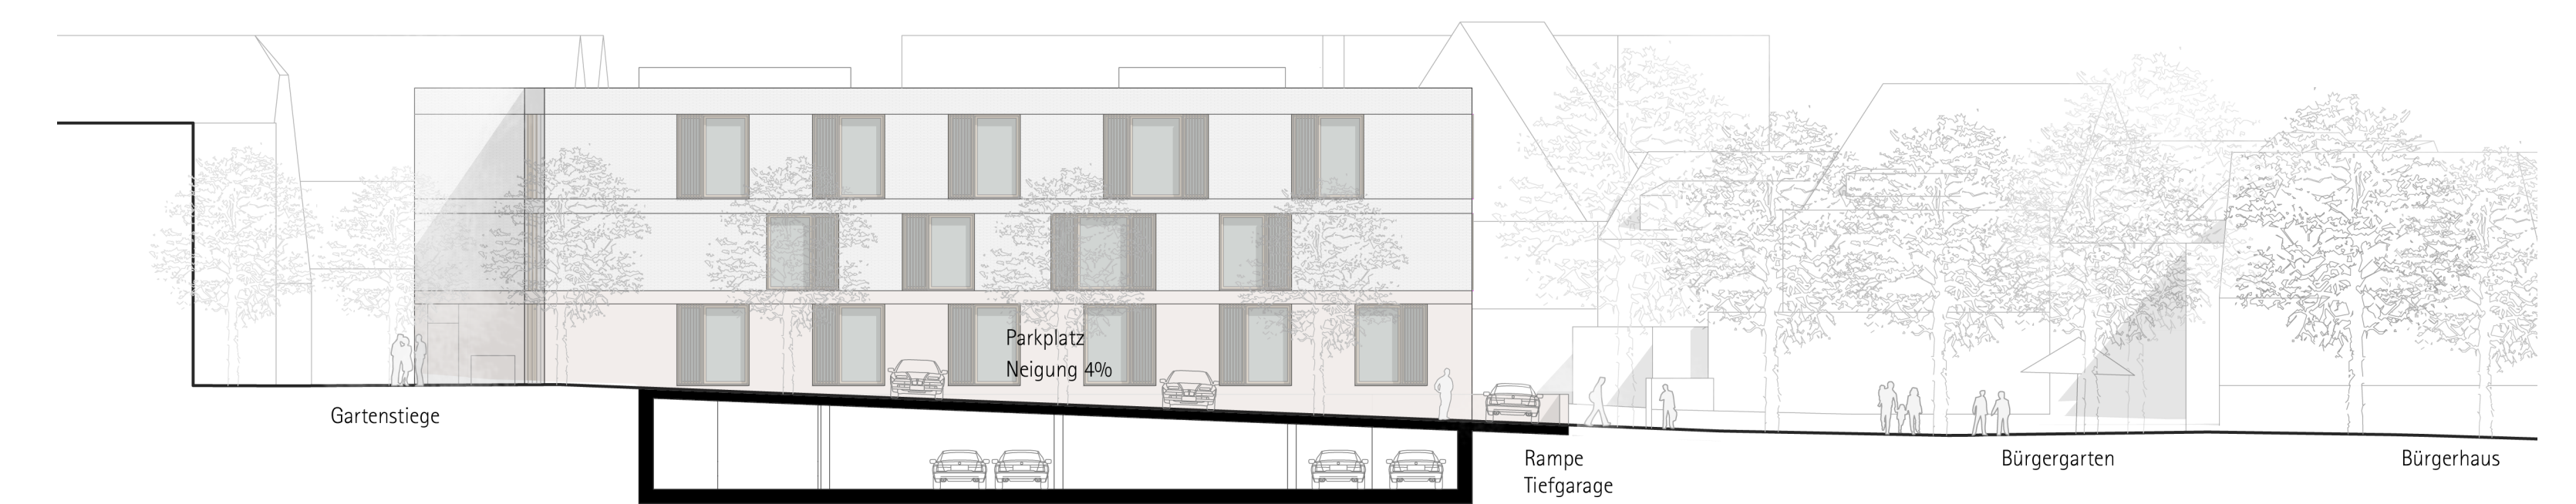 Parkplatz
Neigung 4%
Gartenstiege
Rampe
Tiefgarage
Bürgergarten
Bürgerhaus